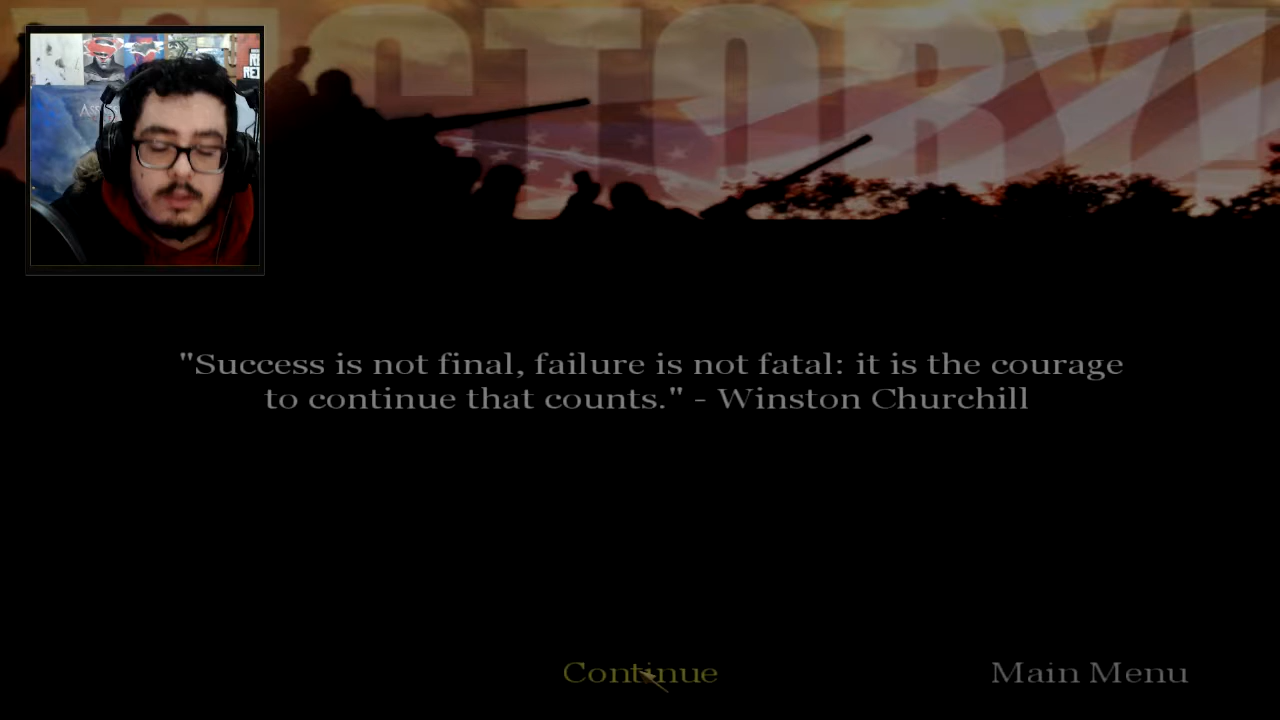 VICTORY!
"Success is not final, failure is not fatal: it is the courage
to continue that counts." - Winston Churchill
Continue
Main Menu